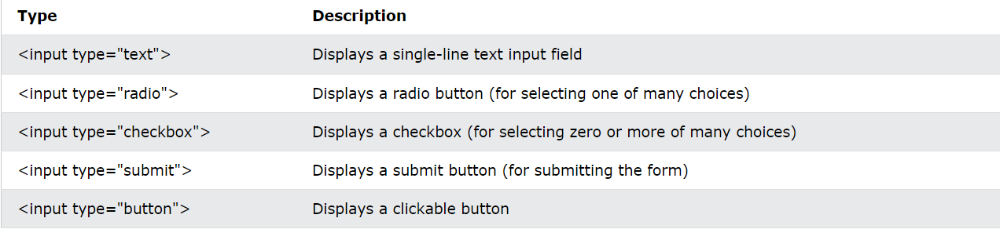 Type Description
<input type="text"> Displays a single-line text input field
<input type="radio"> Displays a radio button (for selecting one of many choices)
<input type="checkbox"> Displays a checkbox (for selecting zero or more of many choices)
<input type="submit"> Displays a submit button (for submitting the form)
<input type="button"> Displays a clickable button